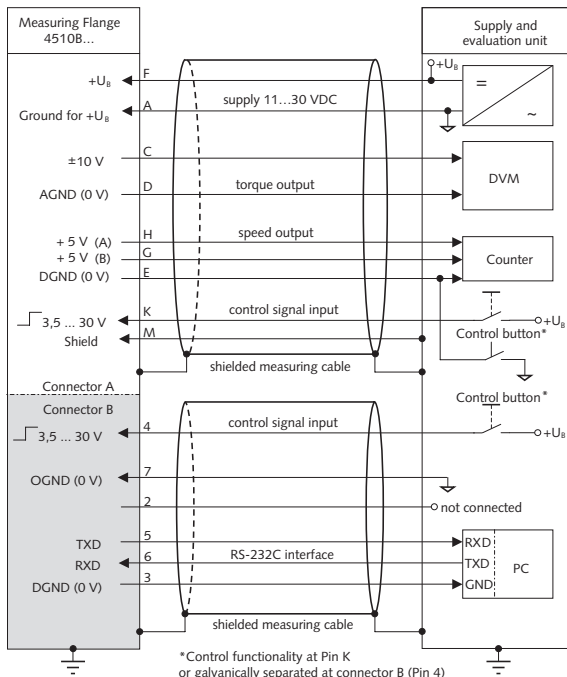 Measuring Flange
4510B...
Supply and
evaluation unit
+UB
F
+UB
=
~
A
supply 11...30 VDC
Ground for +UB
C
±10 V
DVM
D
torque output
AGND (0 V)
H
speed output
+ 5 V (A)
G
+ 5 V (B)
Counter
E
DGND (0 V)
K
control signal input
3,5 ... 30 V
+UB
M
Shield
Control button*
shielded measuring cable
Connector A
Connector B
Control button*
4
control signal input
3,5 ... 30 V
+UB
7
OGND (0 V)
2
not connected
5
TXD
RXD
6
RS-232C interface
RXD
TXD
PC
3
DGND (0 V)
GND
shielded measuring cable
*Control functionality at Pin K
or galvanically separated at connector B (Pin 4)